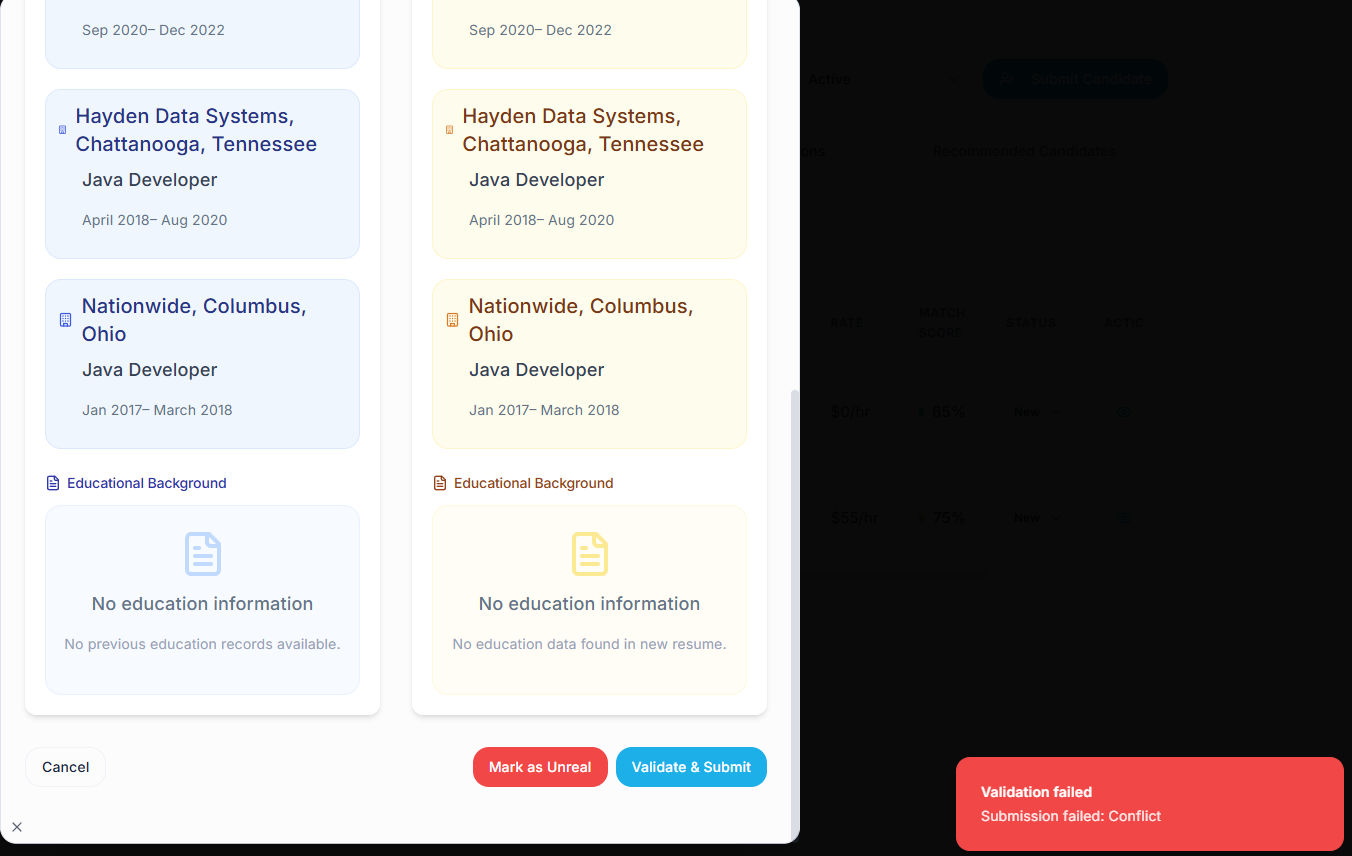 Sep 2020– Dec 2022
Sep 2020– Dec 2022
Active
Submit Candidate
Hayden Data Systems,
Chattanooga, Tennessee
Java Developer
April 2018– Aug 2020
Hayden Data Systems,
Chattanooga, Tennessee
Java Developer
April 2018– Aug 2020
ons
Recommended Candidates
Nationwide, Columbus,
Ohio
Java Developer
Jan 2017– March 2018
Nationwide, Columbus,
Ohio
Java Developer
Jan 2017– March 2018
RATE
MATCH
SCORE
STATUS
ACTIC
$0/hr
65%
New
Educational Background
Educational Background
$55/hr
75%
New
No education information
No previous education records available.
No education information
No education data found in new resume.
Cancel
Mark as Unreal
Validate & Submit
Validation failed
Submission failed: Conflict